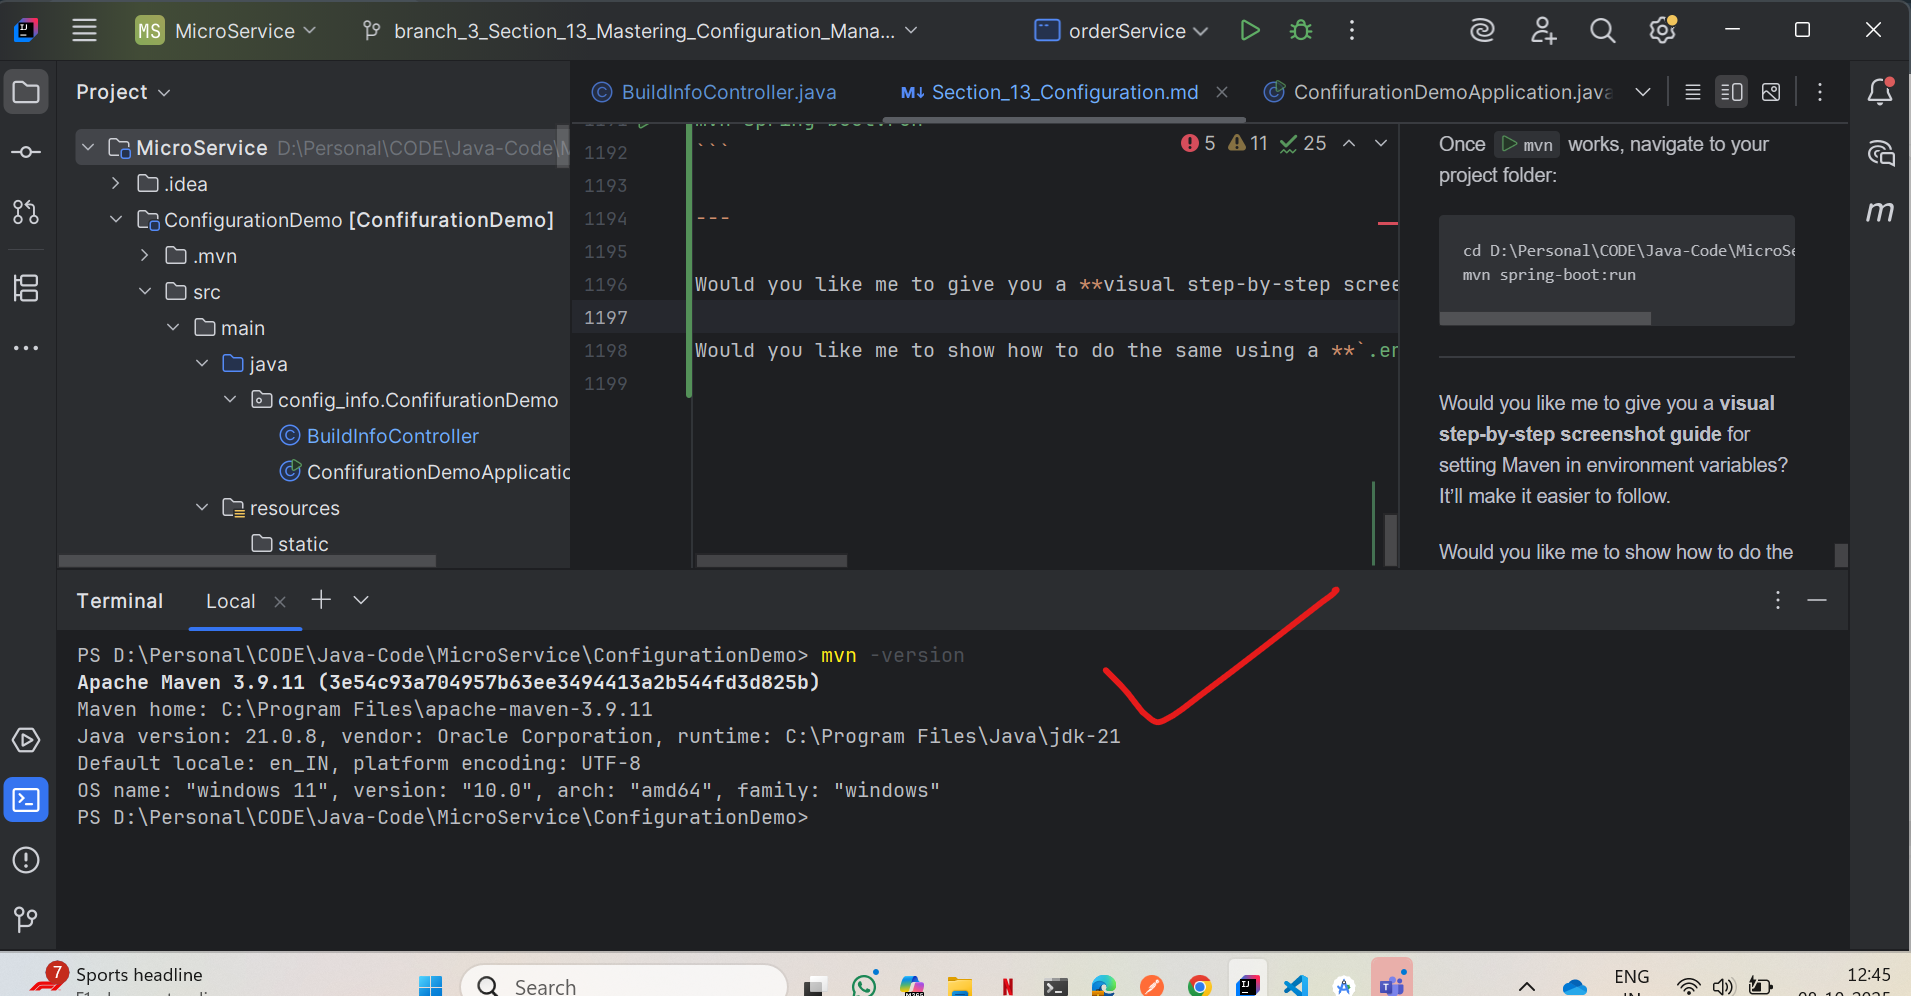 MS MicroService branch_3_Section_13_Mastering_Configuration_Mana... orderService
Project
BuildInfoController.java M↓ Section_13_Configuration.md ConfifurationDemoApplication.java
MicroService D:\Personal\CODE\Java-Code\
.idea
ConfigurationDemo [ConfifurationDemo]
.mvn
src
main
java
config_info.ConfifurationDemo
BuildInfoController
ConfifurationDemoApplicatio
resources
static
5 11 25
1192 ```
1193
1194 ---
1195
1196 Would you like me to give you a **visual step-by-step scree
1197
1198 Would you like me to show how to do the same using a **`.en
1199
Once mvn works, navigate to your
project folder:
cd D:\Personal\CODE\Java-Code\MicroSe
mvn spring-boot:run
Would you like me to give you a visual
step-by-step screenshot guide for
setting Maven in environment variables?
It'll make it easier to follow.
Would you like me to show how to do the
m
Terminal Local
PS D:\Personal\CODE\Java-Code\MicroService\ConfigurationDemo> mvn -version
Apache Maven 3.9.11 (3e54c93a704957b63ee3494413a2b544fd3d825b)
Maven home: C:\Program Files\apache-maven-3.9.11
Java version: 21.0.8, vendor: Oracle Corporation, runtime: C:\Program Files\Java\jdk-21
Default locale: en_IN, platform encoding: UTF-8
OS name: "windows 11", version: "10.0", arch: "amd64", family: "windows"
PS D:\Personal\CODE\Java-Code\MicroService\ConfigurationDemo>
7 Sports headline
Search
ENG
12:45